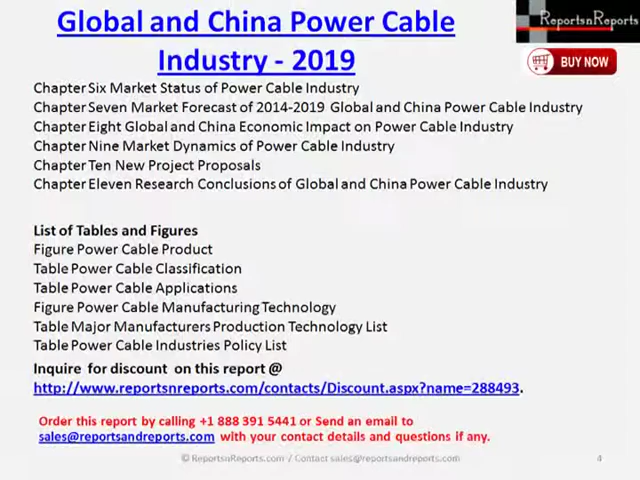 Global and China Power Cable
Industry - 2019
ReportsnReports
BUY NOW
Chapter Six Market Status of Power Cable Industry
Chapter Seven Market Forecast of 2014-2019 Global and China Power Cable Industry
Chapter Eight Global and China Economic Impact on Power Cable Industry
Chapter Nine Market Dynamics of Power Cable Industry
Chapter Ten New Project Proposals
Chapter Eleven Research Conclusions of Global and China Power Cable Industry
List of Tables and Figures
Figure Power Cable Product
Table Power Cable Classification
Table Power Cable Applications
Figure Power Cable Manufacturing Technology
Table Major Manufacturers Production Technology List
Table Power Cable Industries Policy List
Inquire for discount on this report @
http://www.reportsnreports.com/contacts/Discount.aspx?name=288493.
Order this report by calling +1 888 391 5441 or Send an email to
sales@reportsandreports.com with your contact details and questions if any.
© ReportsnReports.com / Contact sales@reportsandreports.com
4